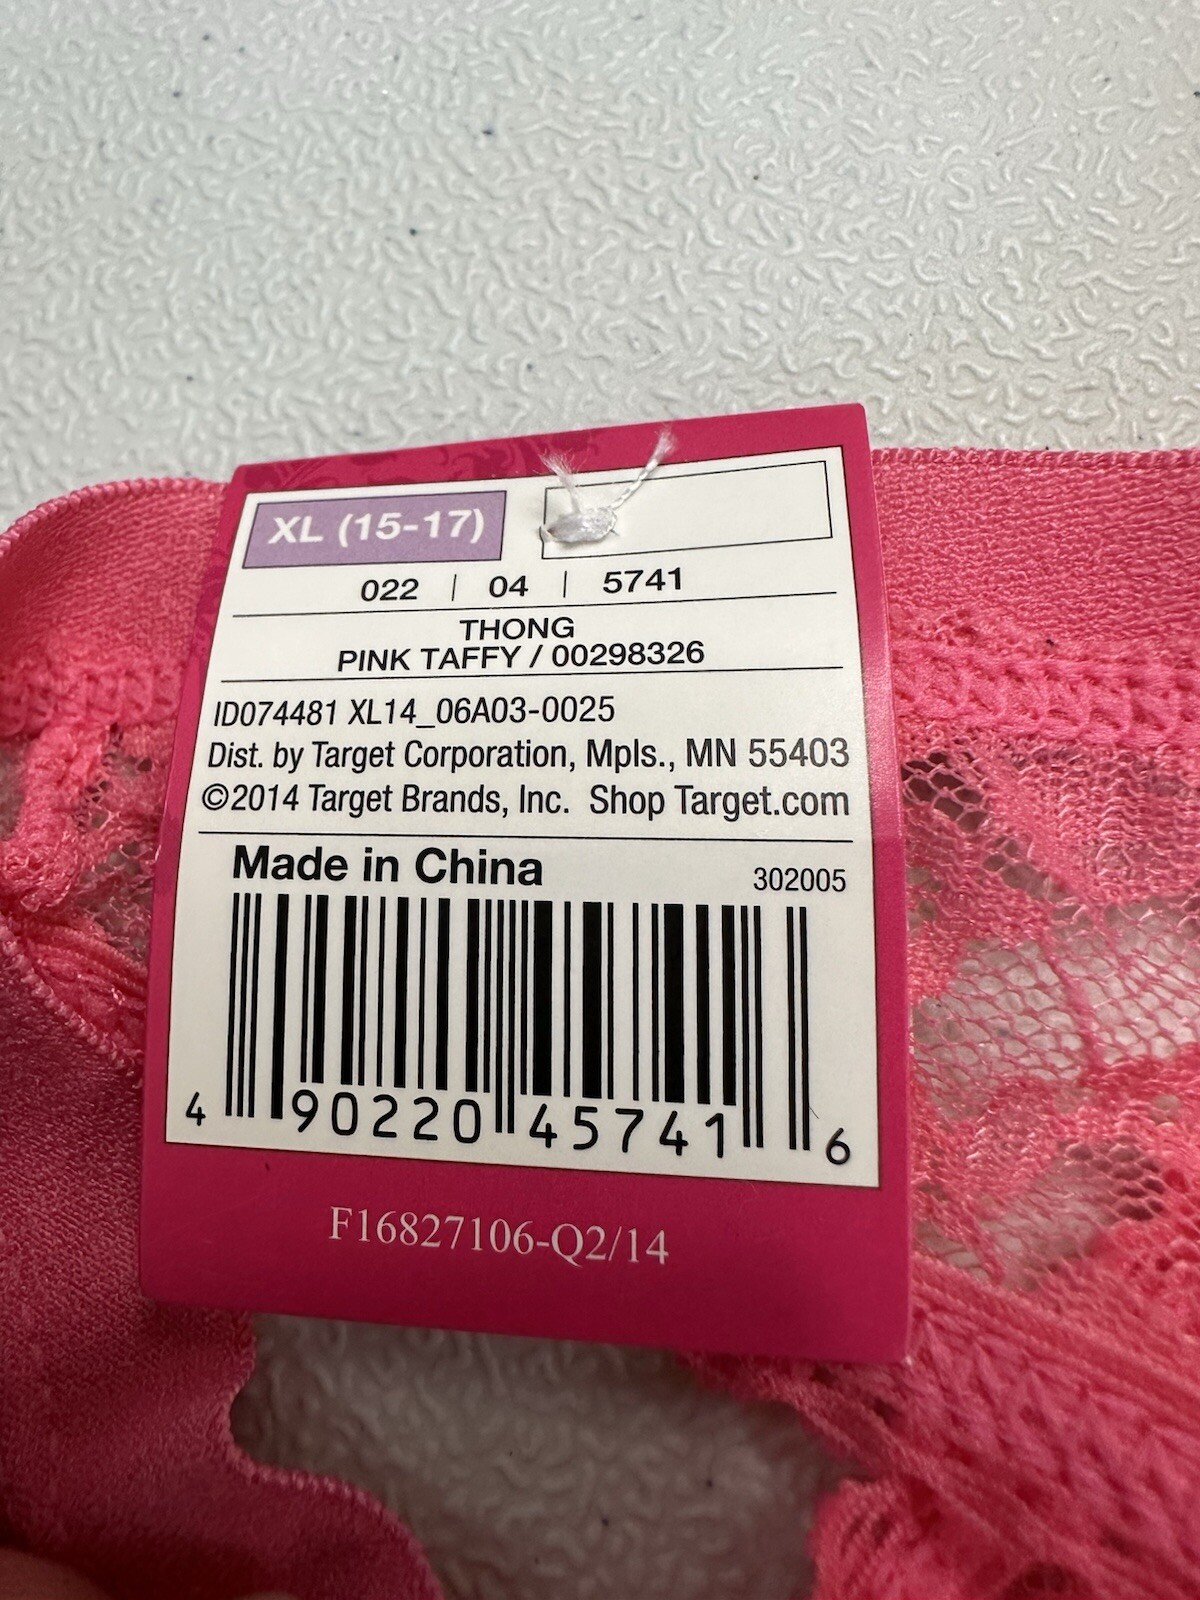 XL (15-17)
022 | 04 | 5741
THONG
PINK TAFFY / 00298326
ID074481 XL14_06A03-0025
Dist. by Target Corporation, Mpls., MN 55403
©2014 Target Brands, Inc. Shop Target.com
Made in China 302005
4 90220 45741 6
F16827106-Q2/14